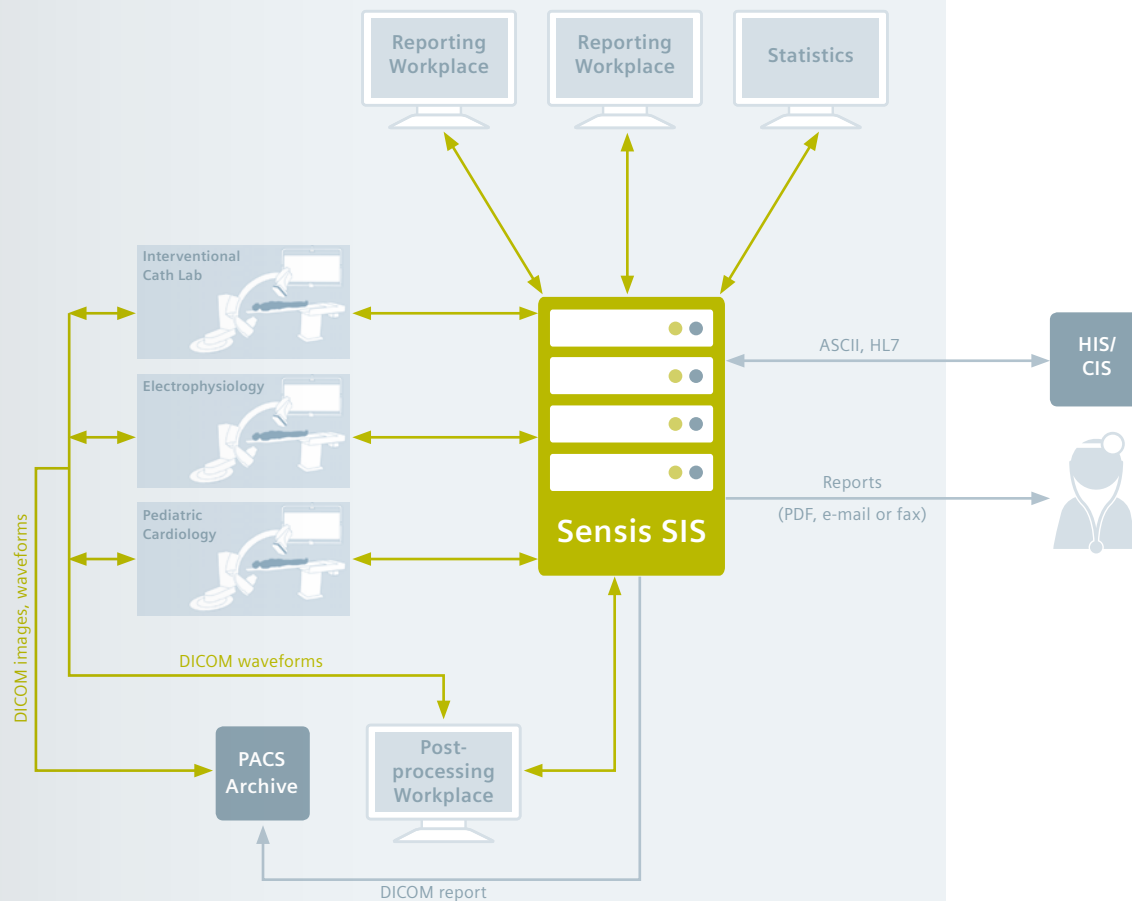 Reporting
Workplace
Reporting
Workplace
Statistics
Interventional
Cath Lab
Electrophysiology
Pediatric
Cardiology
Sensis SIS
ASCII, HL7
HIS/
CIS
Reports
(PDF, e-mail or fax)
DICOM images, waveforms
DICOM waveforms
PACS
Archive
Post-
processing
Workplace
DICOM report